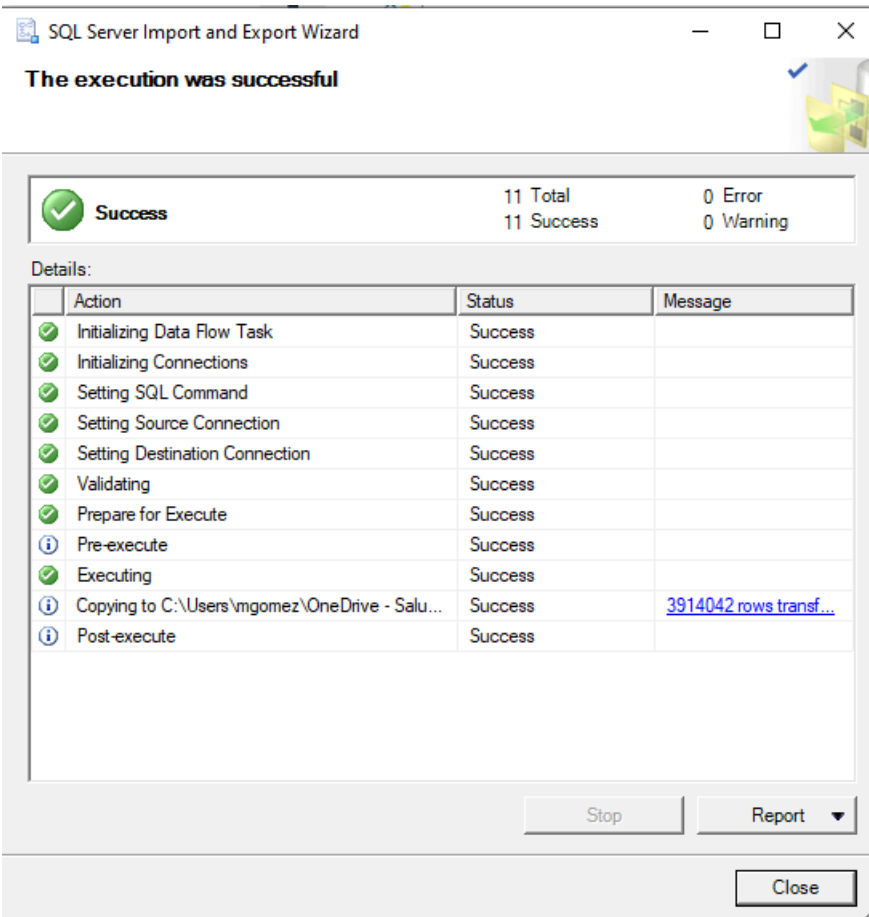 SQL Server Import and Export Wizard
The execution was successful
Success
11 Total
0 Error
11 Success
0 Warning
Details:
Action Status Message
Initializing Data Flow Task Success
Initializing Connections Success
Setting SQL Command Success
Setting Source Connection Success
Setting Destination Connection Success
Validating Success
Prepare for Execute Success
Pre-execute Success
Executing Success
Copying to C:\Users\mgomez\OneDrive - Salu... Success 3914042 rows transf...
Post-execute Success
Stop Report
Close